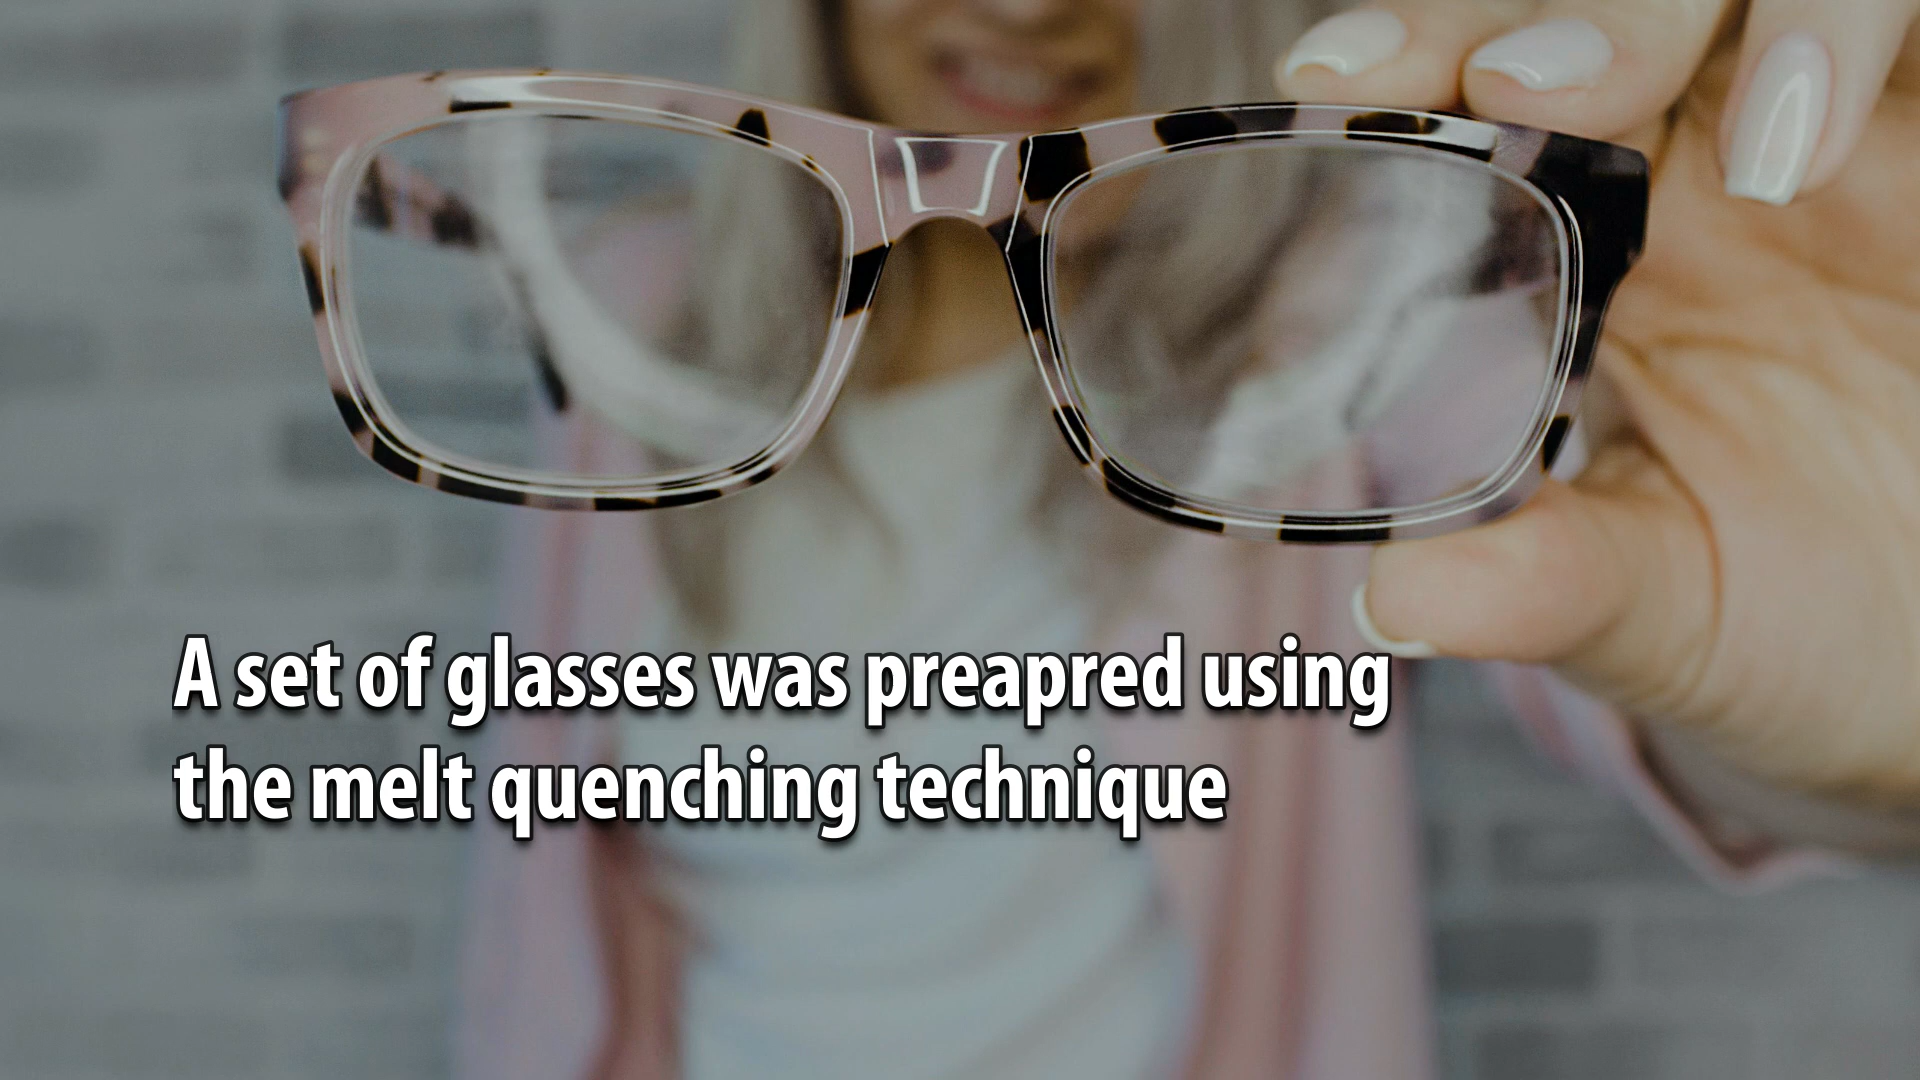 A set of glasses was preapred using
the melt quenching technique